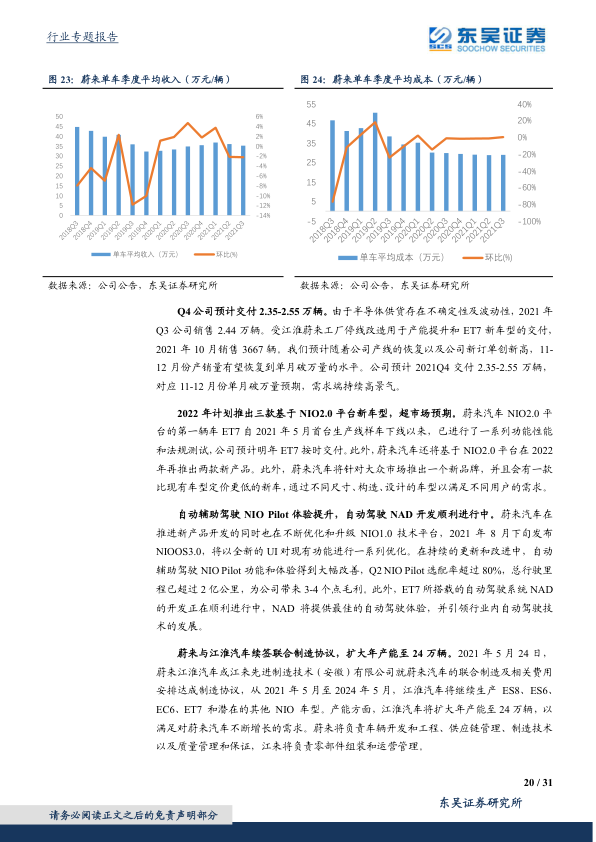 行业专题报告
东吴证券
SCS
SOOCHOW SECURITIES
图 23：蔚来单车季度平均收入（万元/辆）
图 24：蔚来单车季度平均成本（万元/辆）
50
45
40
35
30
25
20
15
10
5
0
6%
4%
2%
0%
-2%
-4%
-6%
-8%
-10%
-12%
-14%
2018Q3
2018Q4
2019Q1
2019Q2
2019Q3
2019Q4
2020Q1
2020Q2
2020Q3
2020Q4
2021Q1
2021Q2
2021Q3
单车平均收入（万元）
环比(%)
55
45
35
25
15
5
-5
40%
20%
0%
-20%
-40%
-60%
-80%
-100%
2018Q3
2018Q4
2019Q1
2019Q2
2019Q3
2019Q4
2020Q1
2020Q2
2020Q3
2020Q4
2021Q1
2021Q2
2021Q3
单车平均成本（万元）
环比(%)
数据来源：公司公告，东吴证券研究所
数据来源：公司公告，东吴证券研究所
Q4 公司预计交付 2.35-2.55 万辆。由于半导体供货存在不确定性及波动性，2021 年
Q3 公司销售 2.44 万辆。受江淮蔚来工厂停线改造用于产能提升和 ET7 新车型的交付，
2021 年 10 月销售 3667 辆。我们预计随着公司产线的恢复以及公司新订单创新高，11-
12 月份产销量有望恢复到单月破万量的水平。公司预计 2021Q4 交付 2.35-2.55 万辆，
对应 11-12 月份单月破万量预期，需求端持续高景气。
2022 年计划推出三款基于 NIO2.0 平台新车型，超市场预期。蔚来汽车 NIO2.0 平
台的第一辆车 ET7 自 2021 年 5 月首台生产线样车下线以来，已进行了一系列功能性能
和法规测试，公司预计明年 ET7 按时交付。此外，蔚来汽车还将基于 NIO2.0 平台在 2022
年再推出两款新产品。此外，蔚来汽车将针对大众市场推出一个新品牌，并且会有一款
比现有车型定价更低的新车，通过不同尺寸、构造、设计的车型以满足不同用户的需求。
自动辅助驾驶 NIO Pilot 体验提升，自动驾驶 NAD 开发顺利进行中。蔚来汽车在
推进新产品开发的同时也在不断优化和升级 NIO1.0 技术平台，2021 年 8 月下旬发布
NIOOS3.0，将以全新的 UI 对现有功能进行一系列优化。在持续的更新和改进中，自动
辅助驾驶 NIO Pilot 功能和体验得到大幅改善，Q2 NIO Pilot 选配率超过 80%，总行驶里
程已超过 2 亿公里，为公司带来 3-4 个点毛利。此外，ET7 所搭载的自动驾驶系统 NAD
的开发正在顺利进行中，NAD 将提供最佳的自动驾驶体验，并引领行业内自动驾驶技
术的发展。
蔚来与江淮汽车续签联合制造协议，扩大年产能至 24 万辆。2021 年 5 月 24 日，
蔚来江淮汽车或江来先进制造技术（安徽）有限公司就蔚来汽车的联合制造及相关费用
安排达成制造协议，从 2021 年 5 月至 2024 年 5 月，江淮汽车将继续生产 ES8、ES6、
EC6、ET7 和潜在的其他 NIO 车型。产能方面，江淮汽车将扩大年产能至 24 万辆，以
满足对蔚来汽车不断增长的需求。蔚来将负责车辆开发和工程、供应链管理、制造技术
以及质量管理和保证，江来将负责零部件组装和运营管理。
20 / 31
东吴证券研究所
请务必阅读正文之后的免责声明部分